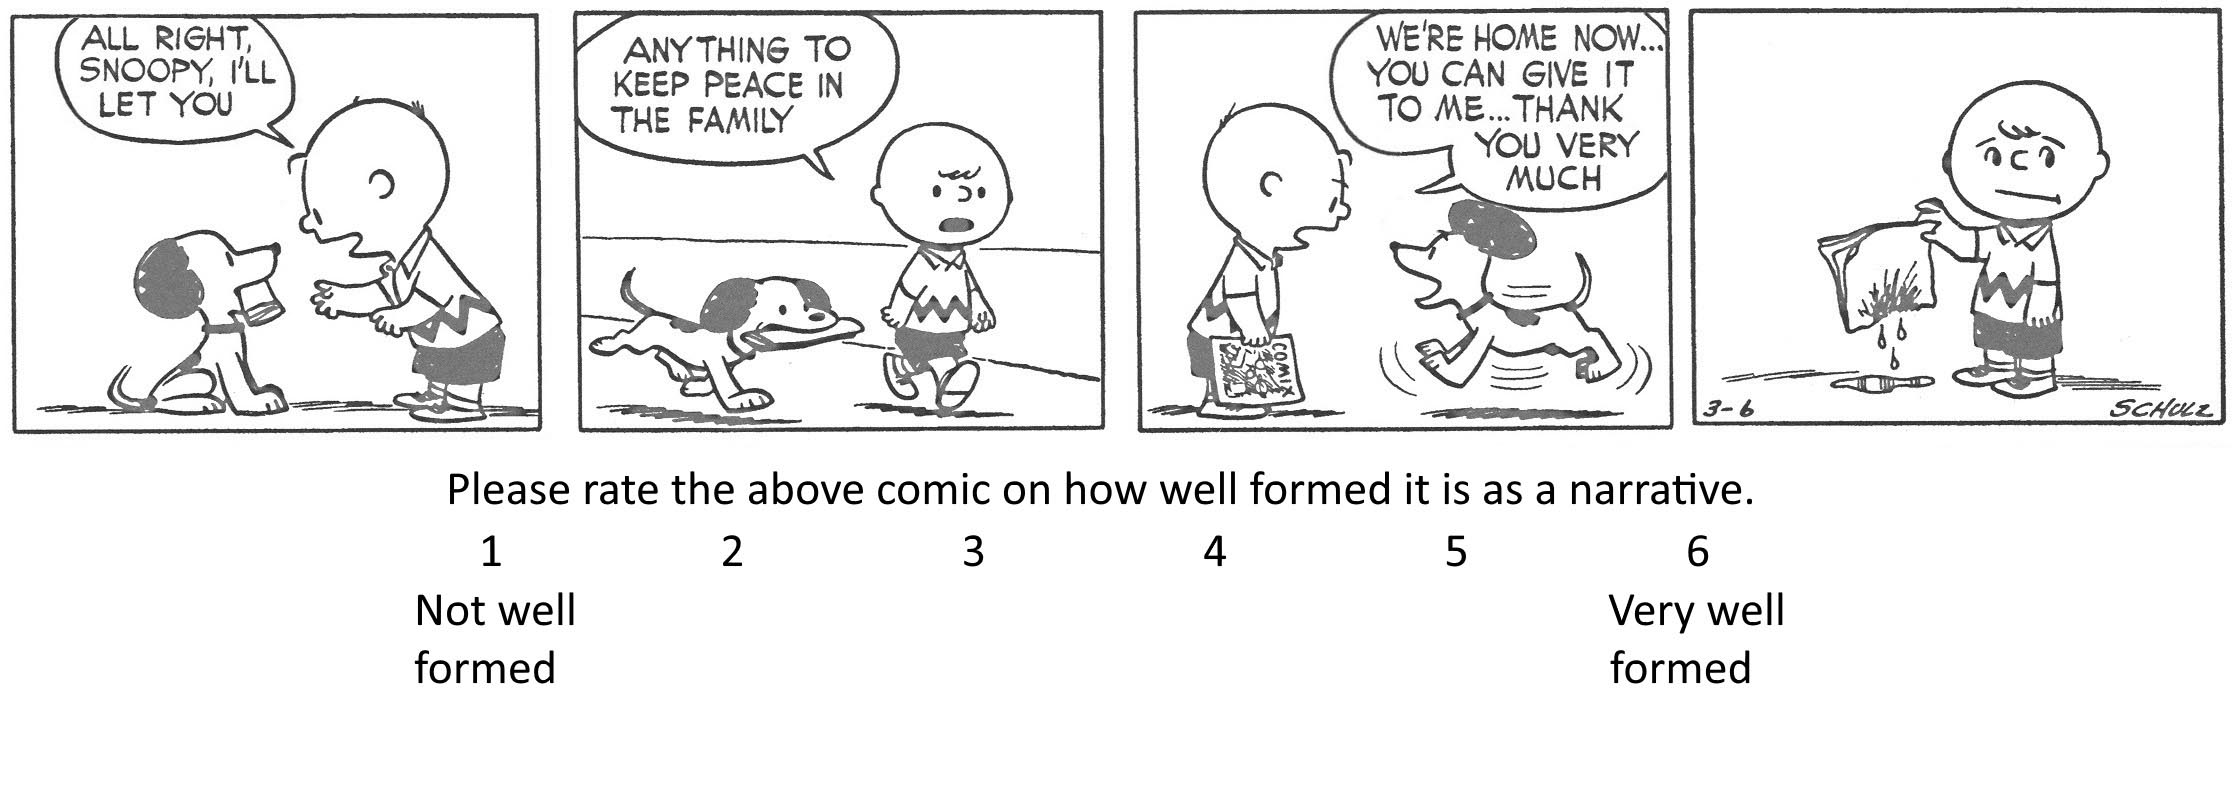 ALL RIGHT,
SNOOPY, I'LL
LET YOU
ANYTHING TO
KEEP PEACE IN
THE FAMILY
WE'RE HOME NOW...
YOU CAN GIVE IT
TO ME...THANK
YOU VERY
MUCH
COMIX
3-6
SCHULZ
Please rate the above comic on how well formed it is as a narrative.
1 2 3 4 5 6
Not well
formed
Very well
formed